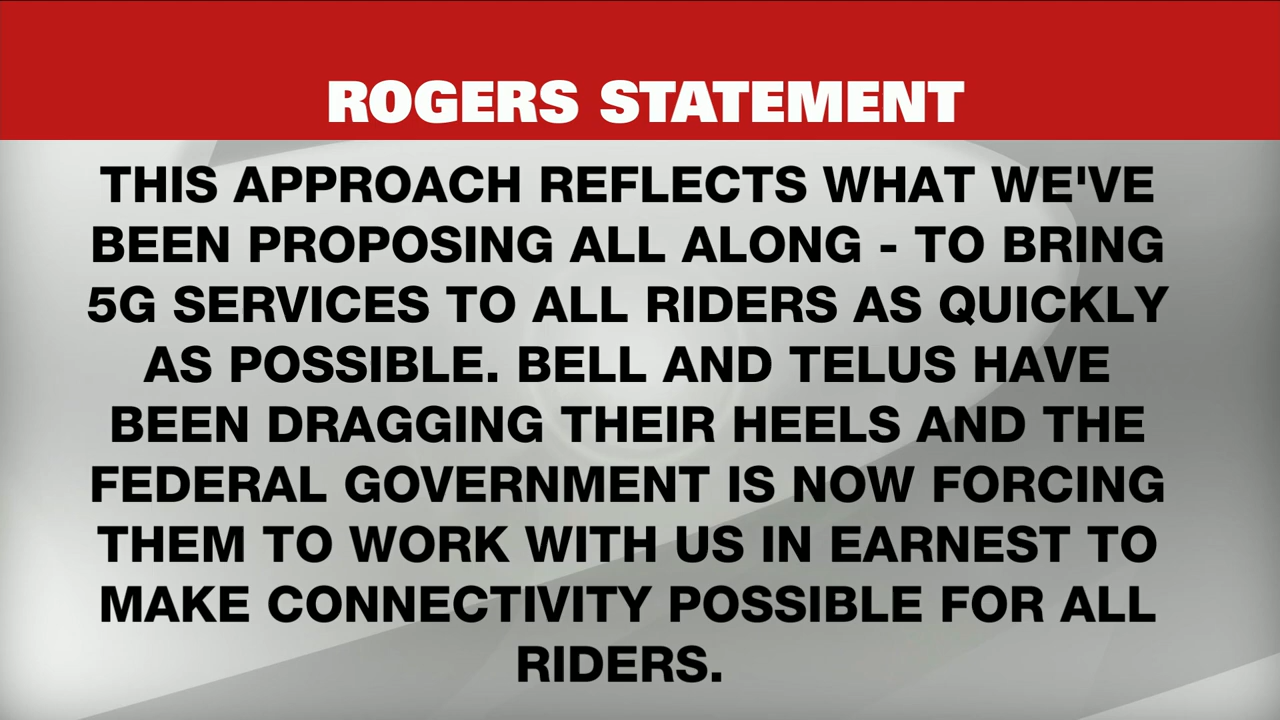 ROGERS STATEMENT
THIS APPROACH REFLECTS WHAT WE'VE
BEEN PROPOSING ALL ALONG - TO BRING
5G SERVICES TO ALL RIDERS AS QUICKLY
AS POSSIBLE. BELL AND TELUS HAVE
BEEN DRAGGING THEIR HEELS AND THE
FEDERAL GOVERNMENT IS NOW FORCING
THEM TO WORK WITH US IN EARNEST TO
MAKE CONNECTIVITY POSSIBLE FOR ALL
RIDERS.